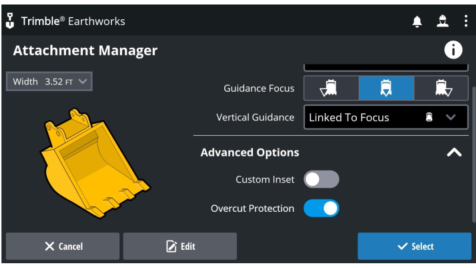 Trimble® Earthworks
Attachment Manager
Width 3.52 FT
Guidance Focus
Vertical Guidance Linked To Focus
Advanced Options
Custom Inset
Overcut Protection
Cancel Edit Select